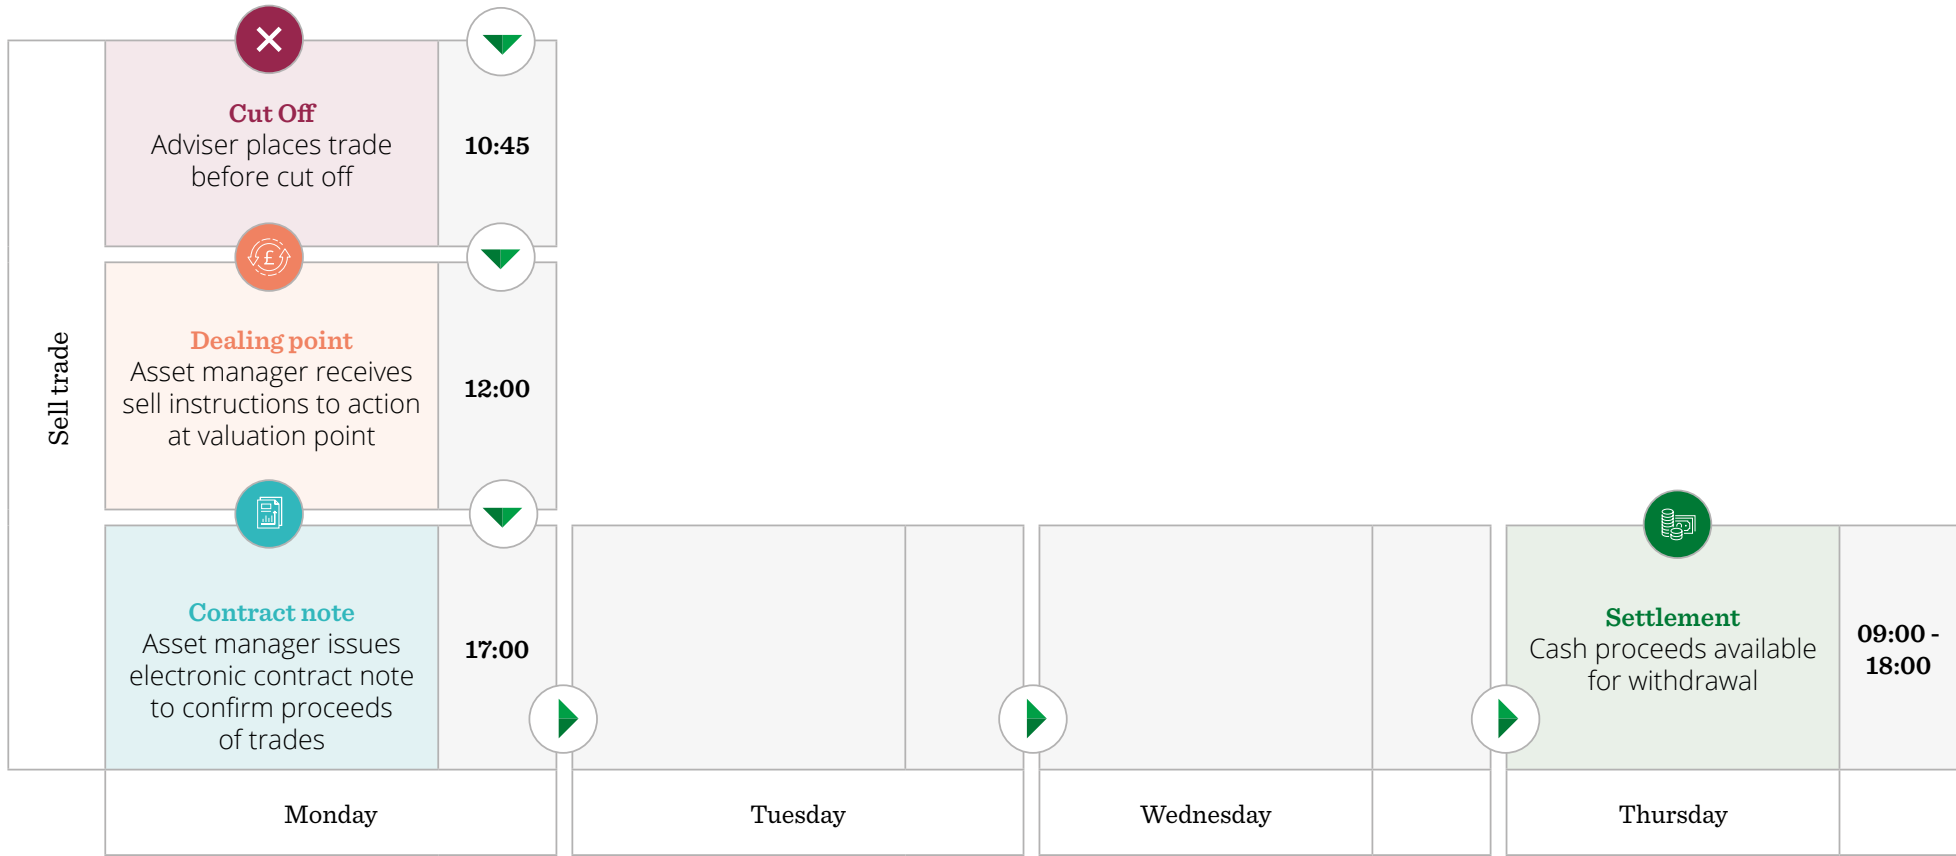 Sell trade
Cut Off
Adviser places trade
before cut off
10:45
Dealing point
Asset manager receives
sell instructions to action
at valuation point
12:00
Contract note
Asset manager issues
electronic contract note
to confirm proceeds
of trades
17:00
Settlement
Cash proceeds available
for withdrawal
09:00 -
18:00
Monday
Tuesday
Wednesday
Thursday